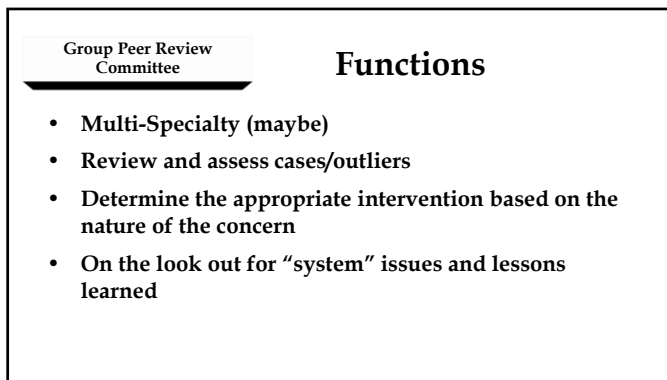 Group Peer Review
Committee
Functions
• Multi-Specialty (maybe)
• Review and assess cases/outliers
• Determine the appropriate intervention based on the
nature of the concern
• On the look out for “system” issues and lessons
learned